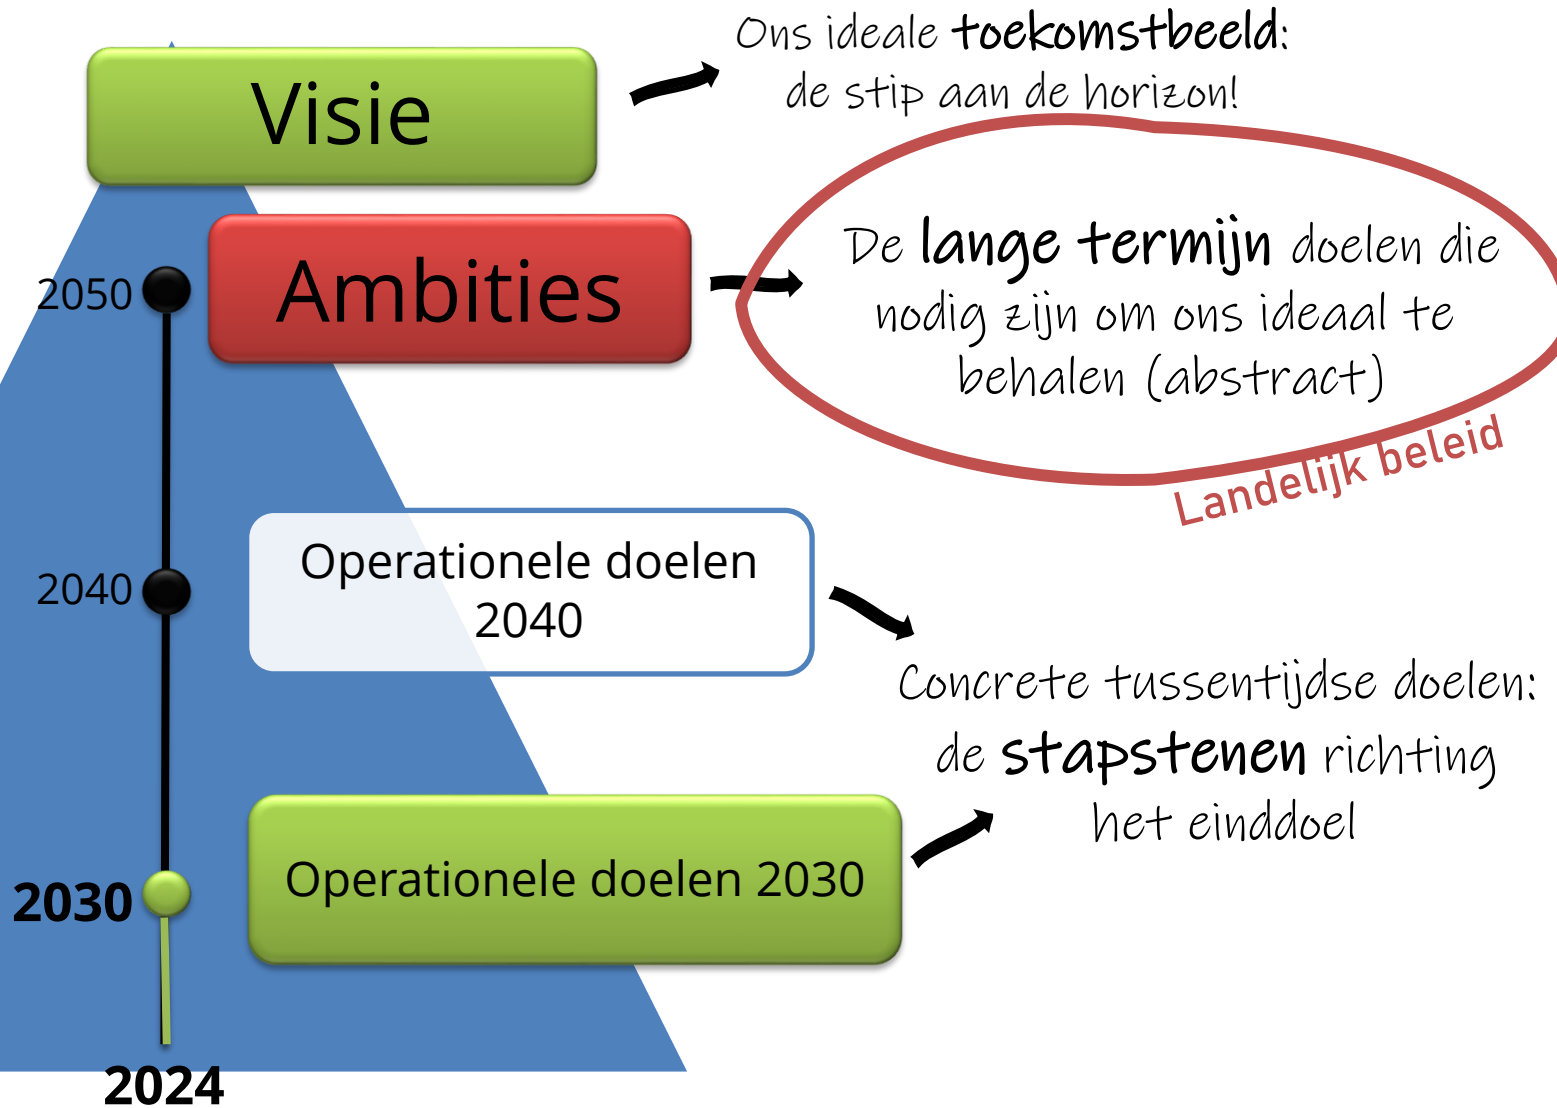 Visie
Ons ideale toekomstbeeld:
de stip aan de horizon!
2050
Ambities
De lange termijn doelen die
nodig zijn om ons ideaal te
behalen (abstract)
Landelijk beleid
2040
Operationele doelen
2040
Concrete tussentijdse doelen:
de stapstenen richting
het einddoel
2030
Operationele doelen 2030
2024